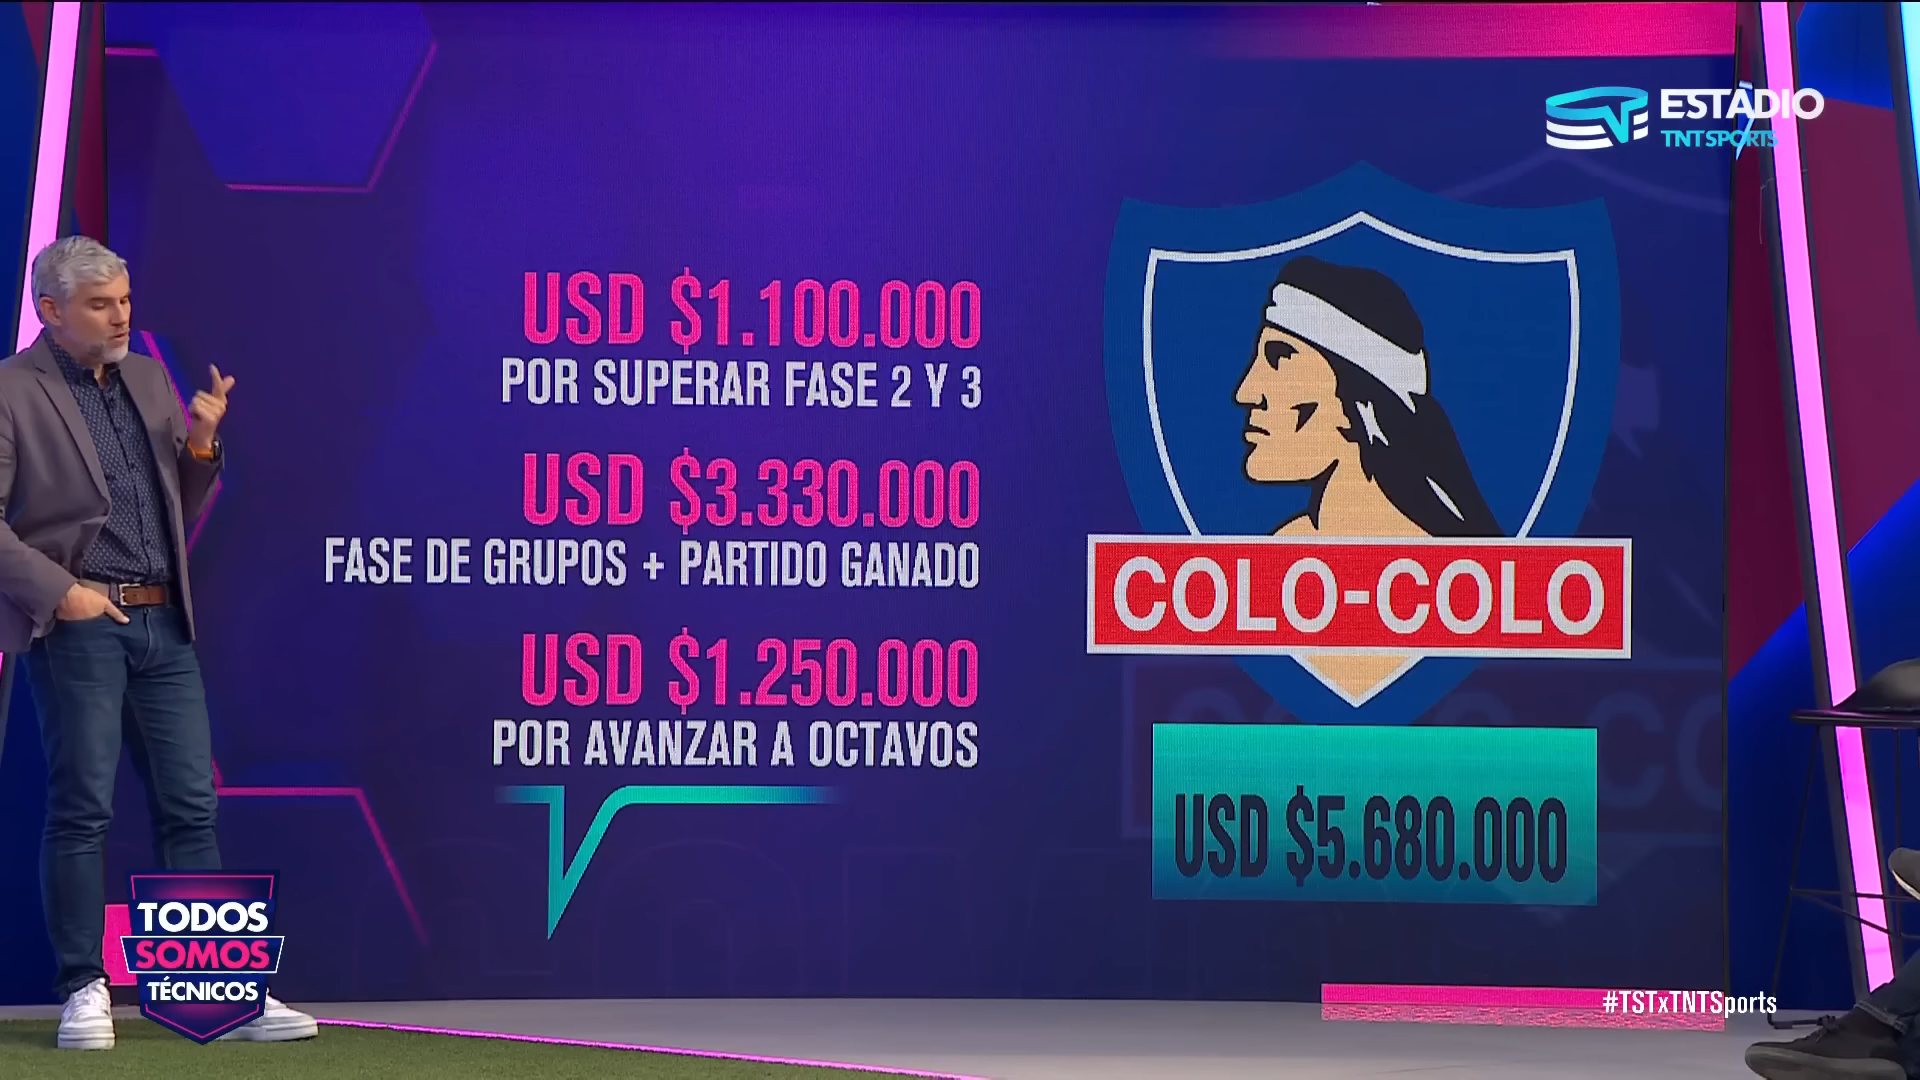 ESTADIO
TNT SPORTS
USD $1.100.000
POR SUPERAR FASE 2 Y 3
USD $3.330.000
FASE DE GRUPOS + PARTIDO GANADO
USD $1.250.000
POR AVANZAR A OCTAVOS
COLO-COLO
USD $5.680.000
TODOS
SOMOS
TÉCNICOS
#TSTxTNTSports